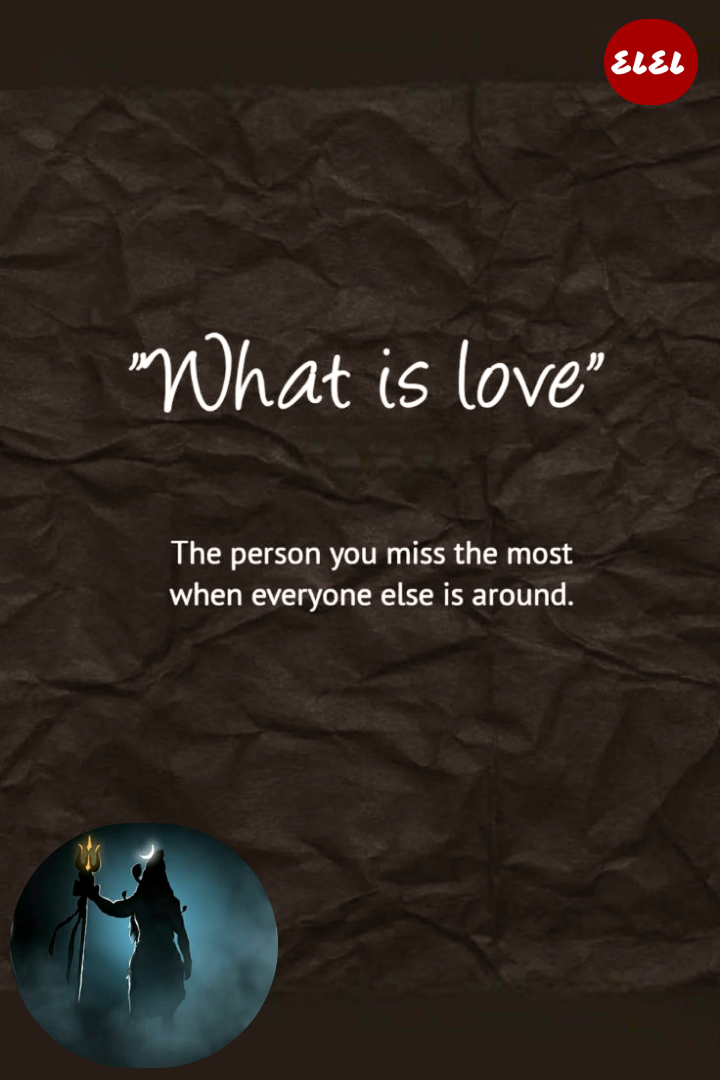 ELEL
"What is love"
The person you miss the most
when everyone else is around.